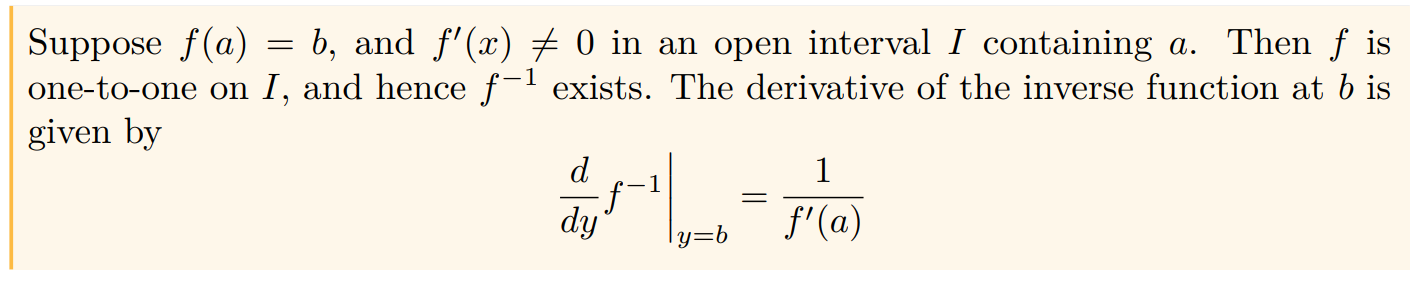 Suppose f(a) = b, and f′(x) ≠ 0 in an open interval I containing a. Then f is
one-to-one on I, and hence f⁻¹ exists. The derivative of the inverse function at b is
given by
d/dy f⁻¹|_{y=b} = 1/f′(a)